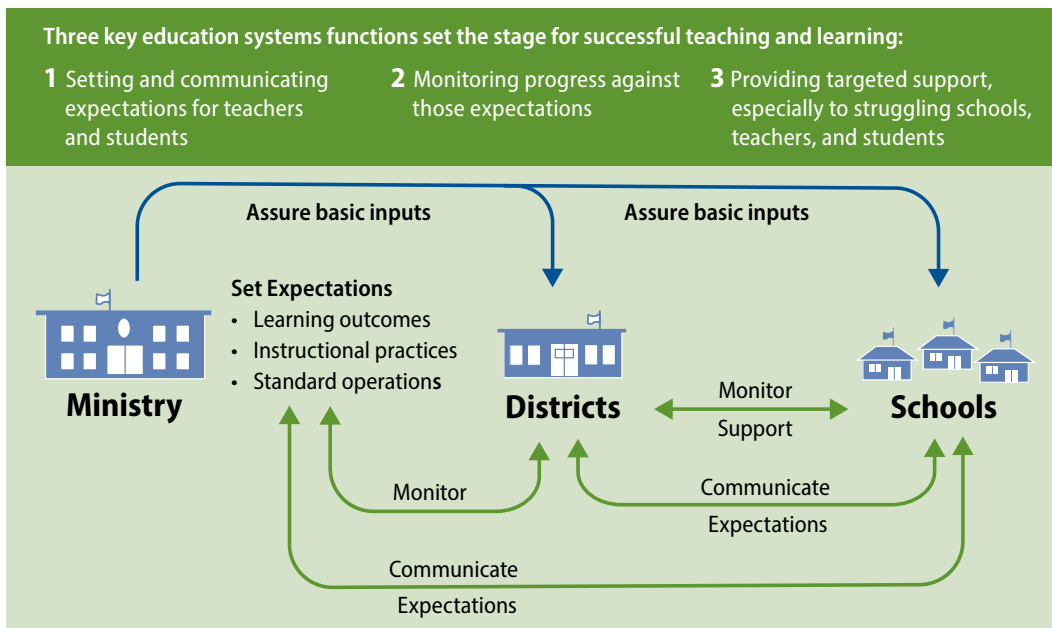 Three key education systems functions set the stage for successful teaching and learning:
1 Setting and communicating
expectations for teachers
and students
2 Monitoring progress against
those expectations
3 Providing targeted support,
especially to struggling schools,
teachers, and students
Assure basic inputs
Assure basic inputs
Set Expectations
• Learning outcomes
• Instructional practices
• Standard operations
Ministry
Districts
Monitor
Support
Schools
Monitor
Communicate
Expectations
Communicate
Expectations